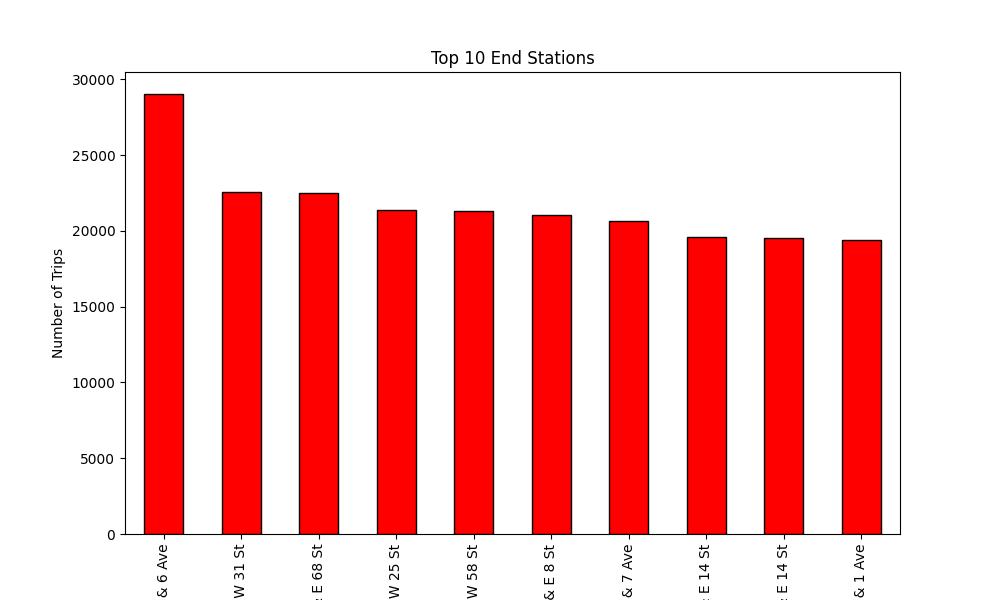 Top 10 End Stations
Number of Trips
30000
25000
20000
15000
10000
5000
0
& 6 Ave
W 31 St
E 68 St
W 25 St
W 58 St
& E 8 St
& 7 Ave
E 14 St
E 14 St
& 1 Ave